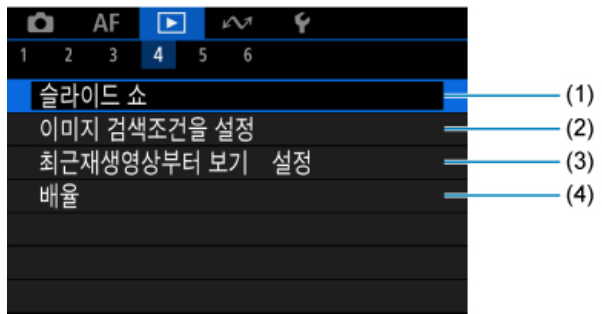 AF
1 2 3 4 5 6
슬라이드 쇼 (1)
이미지 검색조건을 설정 (2)
최근재생영상부터 보기 설정 (3)
배율 (4)